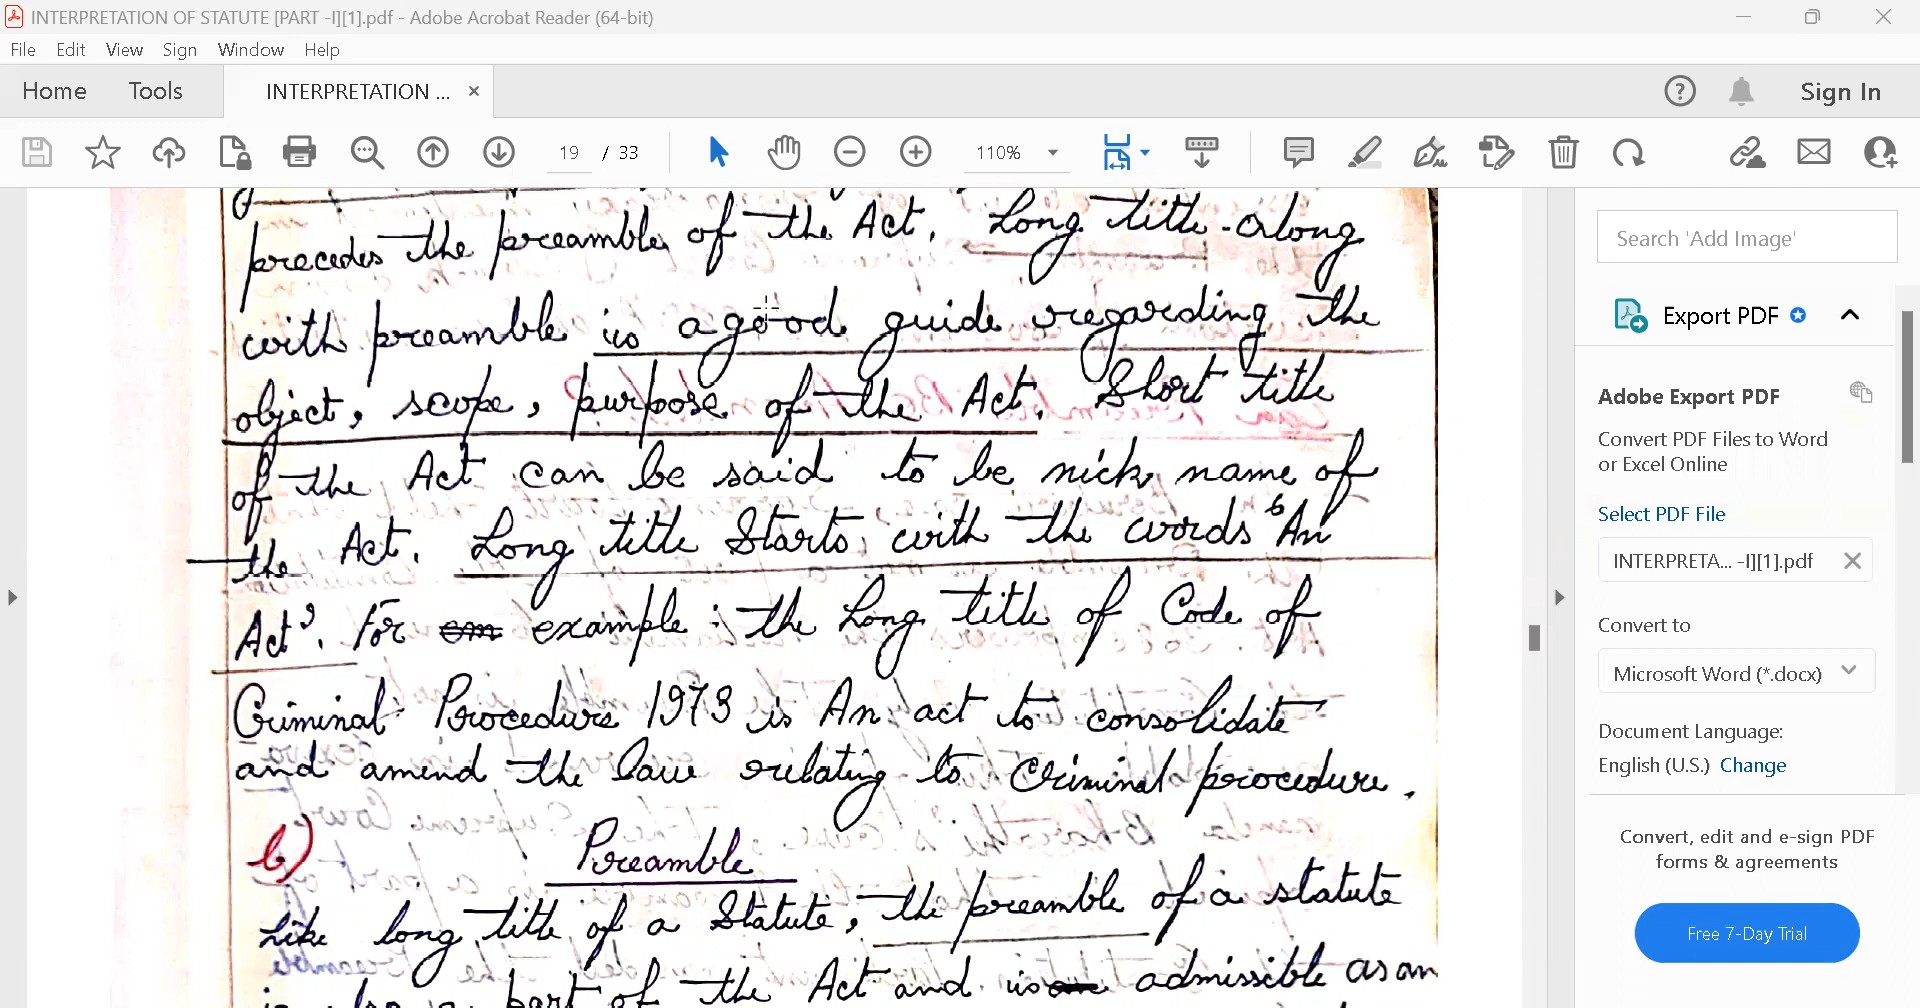 INTERPRETATION OF STATUTE [PART -I][1].pdf - Adobe Acrobat Reader (64-bit)
File Edit View Sign Window Help
Home Tools INTERPRETATION ... × Sign In
19 / 33 110%
precedes the preamble of the Act. Long title along
with preamble is a good guide regarding the
object, scope, purpose of the Act. Short title
of the Act can be said to be nick name of
the Act. Long title Starts with the words 'An
Act'. For example : the Long title of Code of
Criminal Procedure 1973 is An act to consolidate
and amend the law relating to Criminal procedure.
b) Preamble
Like long title of a Statute, the preamble of a statute
is also a part of the Act and is admissible as an
Search 'Add Image'
Export PDF
Adobe Export PDF
Convert PDF Files to Word
or Excel Online
Select PDF File
INTERPRETA... -I][1].pdf
Convert to
Microsoft Word (*.docx)
Document Language:
English (U.S.) Change
Convert, edit and e-sign PDF
forms & agreements
Free 7-Day Trial